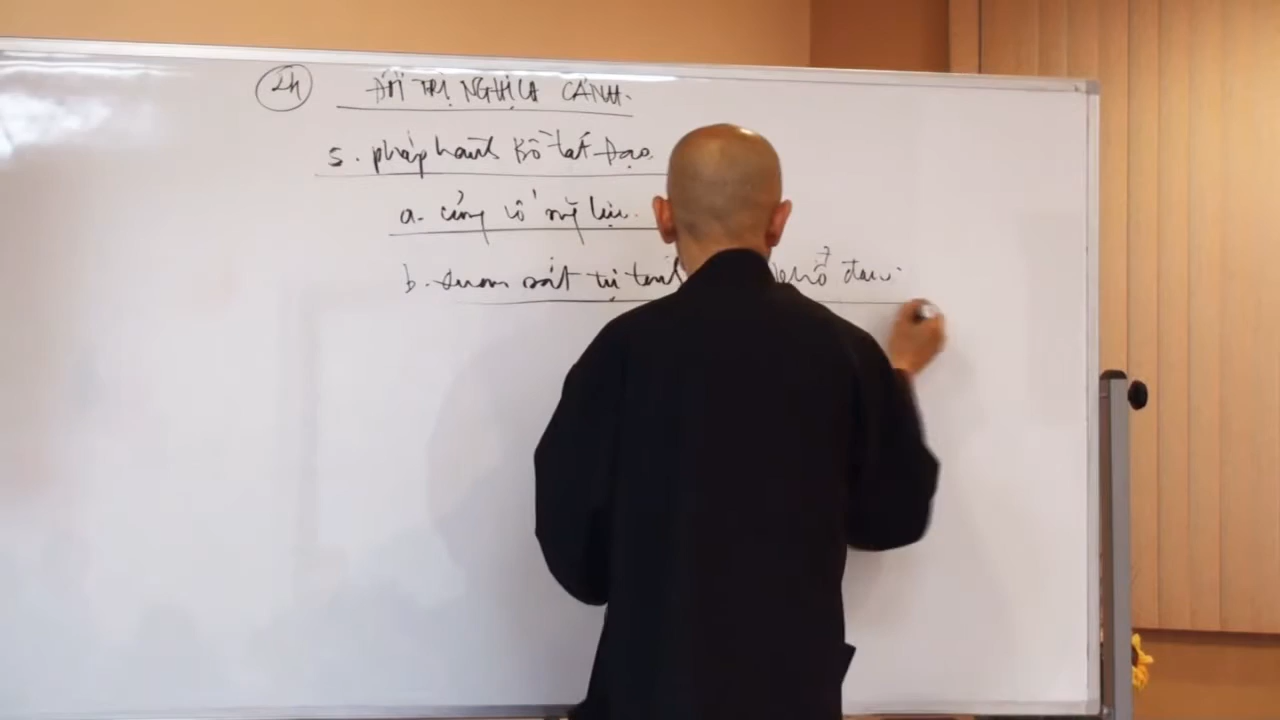 24 ĐỐI TRỊ NGHỊCH CẢNH.
5. pháp hành Bồ tát Đạo.
a. củng cố nghị lực.
b. quan sát tự tánh khổ đau.